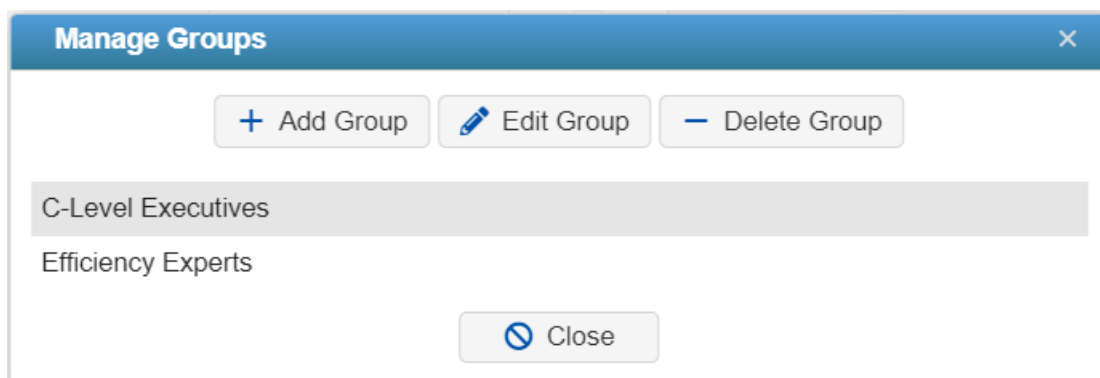 Manage Groups
Add Group Edit Group Delete Group
C-Level Executives
Efficiency Experts
Close